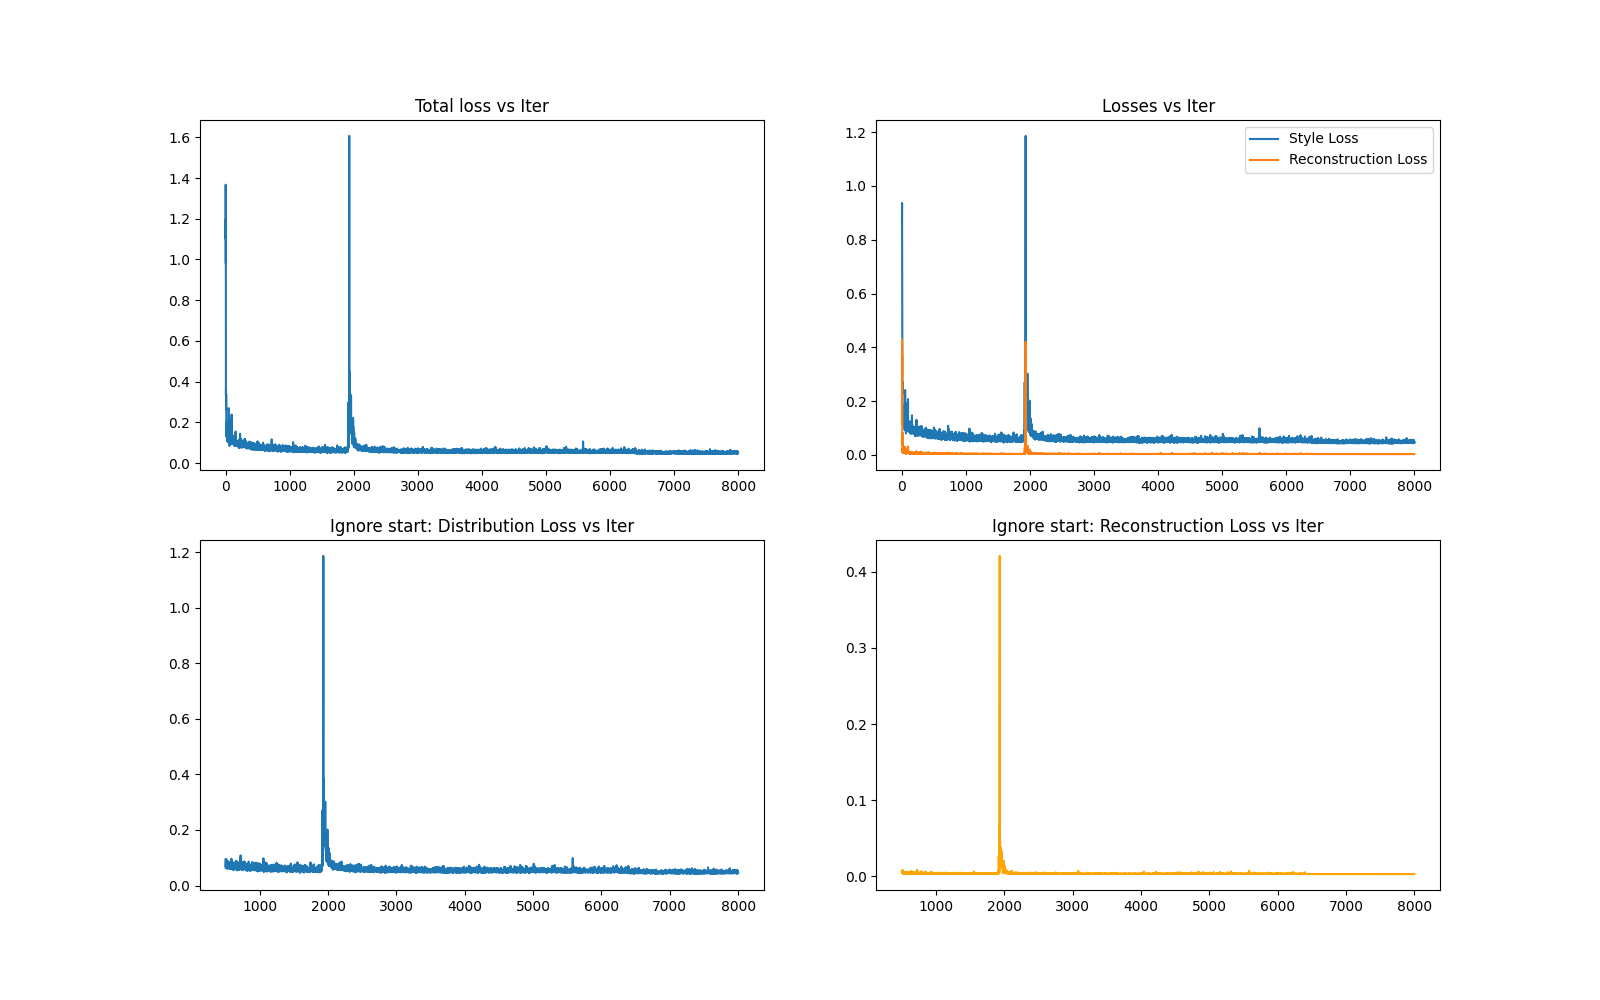 Total loss vs Iter
1.6
1.4
1.2
1.0
0.8
0.6
0.4
0.2
0.0
0 1000 2000 3000 4000 5000 6000 7000 8000
Losses vs Iter
Style Loss
Reconstruction Loss
1.2
1.0
0.8
0.6
0.4
0.2
0.0
0 1000 2000 3000 4000 5000 6000 7000 8000
Ignore start: Distribution Loss vs Iter
1.2
1.0
0.8
0.6
0.4
0.2
0.0
1000 2000 3000 4000 5000 6000 7000 8000
Ignore start: Reconstruction Loss vs Iter
0.4
0.3
0.2
0.1
0.0
1000 2000 3000 4000 5000 6000 7000 8000